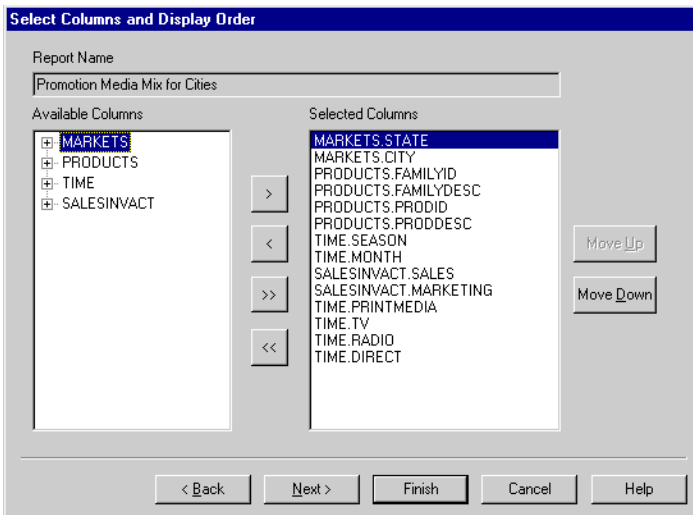 Select Columns and Display Order
Report Name
Promotion Media Mix for Cities
Available Columns
MARKETS
PRODUCTS
TIME
SALESINVACT
>
<
>>
<<
Selected Columns
MARKETS.STATE
MARKETS.CITY
PRODUCTS.FAMILYID
PRODUCTS.FAMILYDESC
PRODUCTS.PRODID
PRODUCTS.PRODDESC
TIME.SEASON
TIME.MONTH
SALESINVACT.SALES
SALESINVACT.MARKETING
TIME.PRINTMEDIA
TIME.TV
TIME.RADIO
TIME.DIRECT
Move Up
Move Down
< Back
Next >
Finish
Cancel
Help